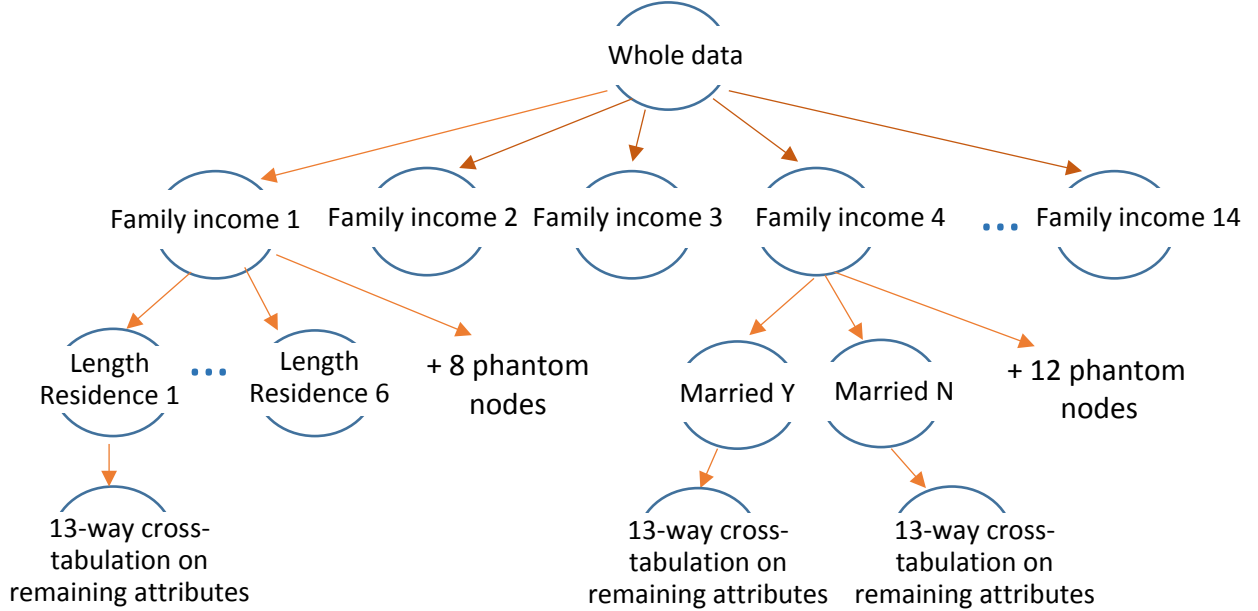 Whole data
Family income 1
Family income 2
Family income 3
Family income 4
...
Family income 14
Length
Residence 1
...
Length
Residence 6
+ 8 phantom
nodes
Married Y
Married N
+ 12 phantom
nodes
13-way cross-
tabulation on
remaining attributes
13-way cross-
tabulation on
remaining attributes
13-way cross-
tabulation on
remaining attributes